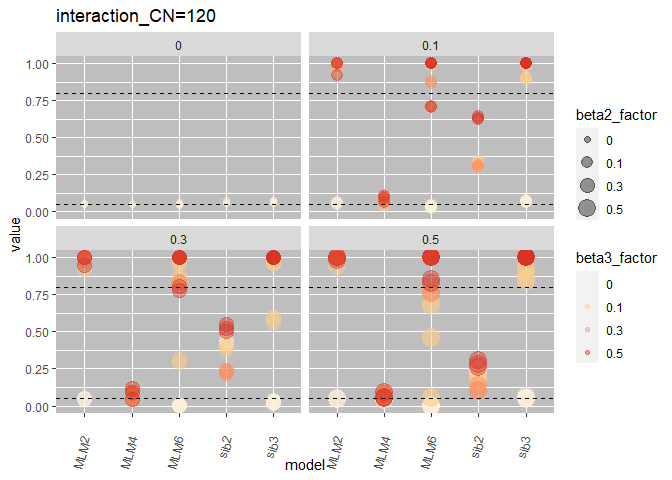 interaction_CN=120
0
0.1
1.00
0.75
0.50
0.25
0.00
0.3
0.5
1.00
0.75
0.50
0.25
0.00
value
MLM2
MLM4
MLM6
sib2
sib3
MLM2
MLM4
MLM6
sib2
sib3
model
beta2_factor
0
0.1
0.3
0.5
beta3_factor
0
0.1
0.3
0.5